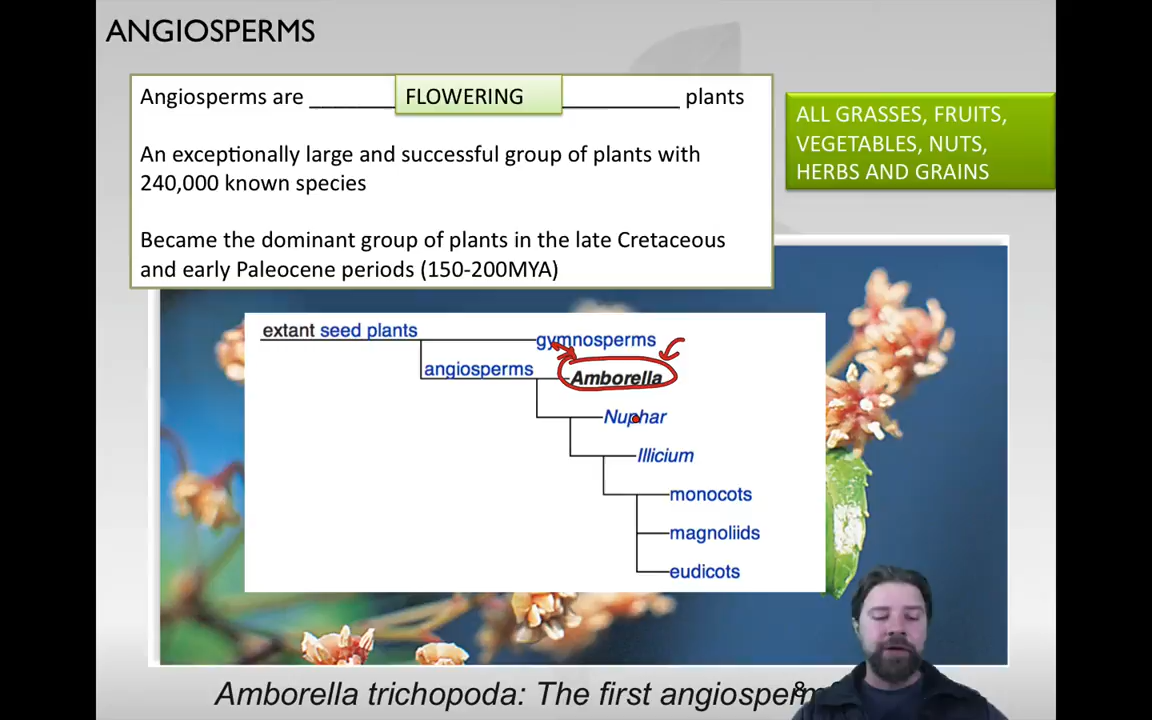 ANGIOSPERMS
Angiosperms are ________ FLOWERING __________ plants
An exceptionally large and successful group of plants with
240,000 known species
Became the dominant group of plants in the late Cretaceous
and early Paleocene periods (150-200MYA)
ALL GRASSES, FRUITS,
VEGETABLES, NUTS,
HERBS AND GRAINS
extant seed plants
gymnosperms
angiosperms
Amborella
Nuphar
Illicium
monocots
magnoliids
eudicots
Amborella trichopoda: The first angiosperm
8